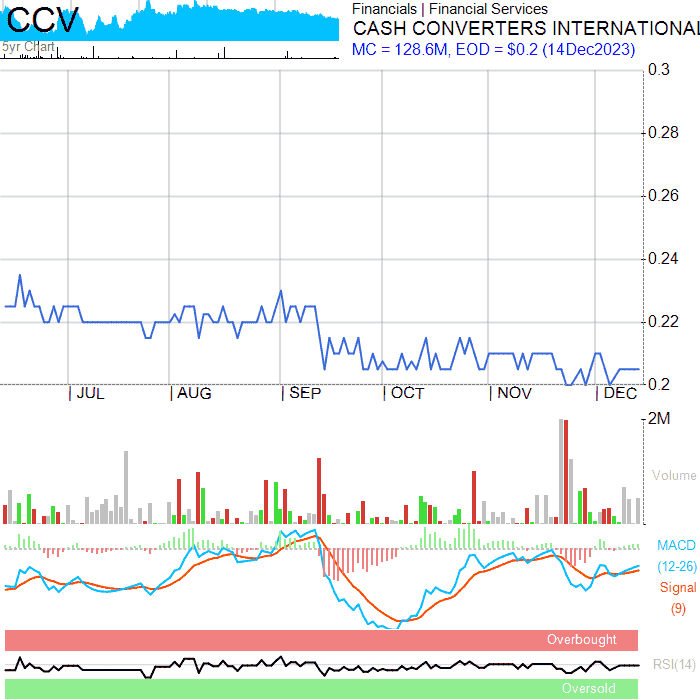 CCV
5yr Chart
Financials | Financial Services
CASH CONVERTERS INTERNATIONAL
MC = 128.6M, EOD = $0.2 (14Dec2023)
0.3
0.28
0.26
0.24
0.22
0.2
JUL AUG SEP OCT NOV DEC
2M
Volume
MACD
(12-26)
Signal
(9)
Overbought
RSI(14)
Oversold